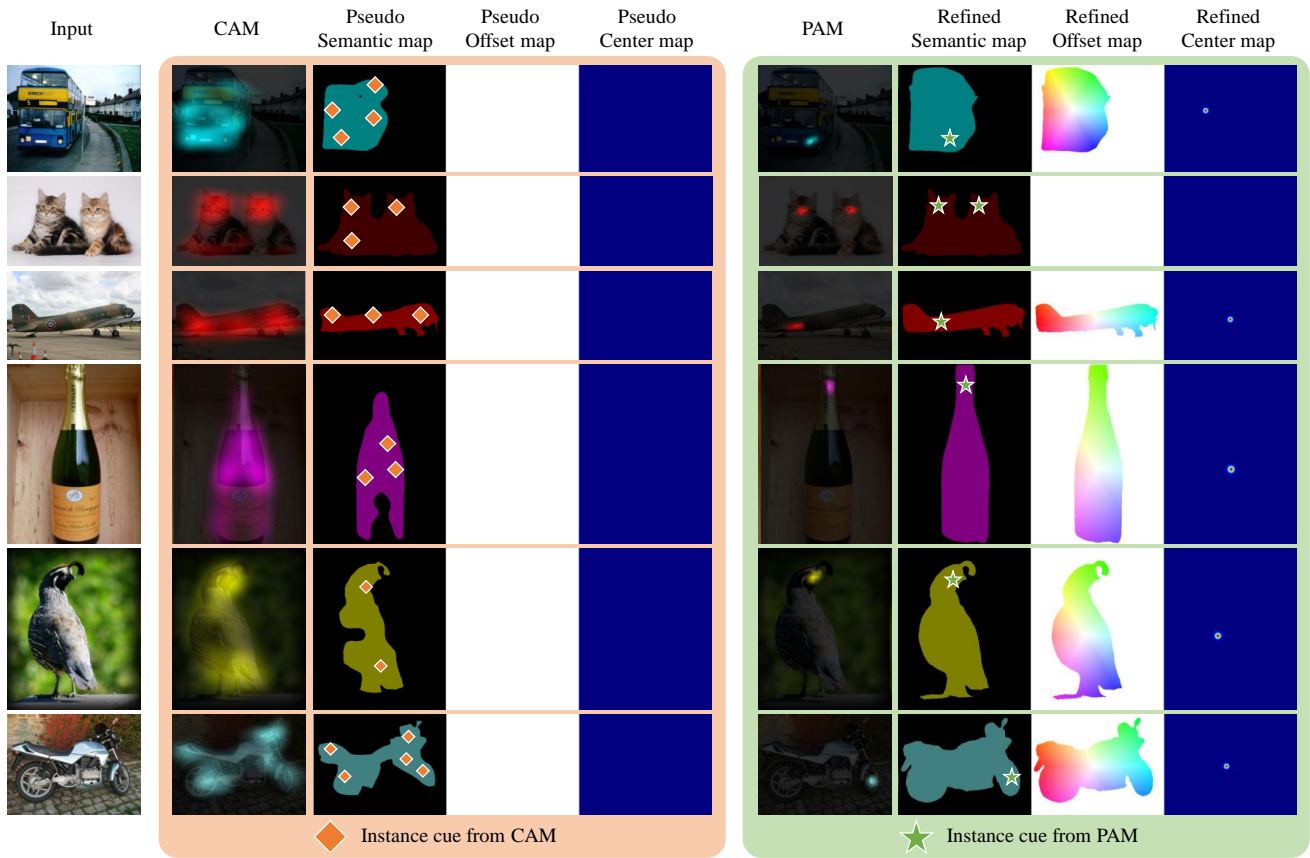 Input
CAM
Pseudo
Semantic map
Pseudo
Offset map
Pseudo
Center map
PAM
Refined
Semantic map
Refined
Offset map
Refined
Center map
Instance cue from CAM
Instance cue from PAM